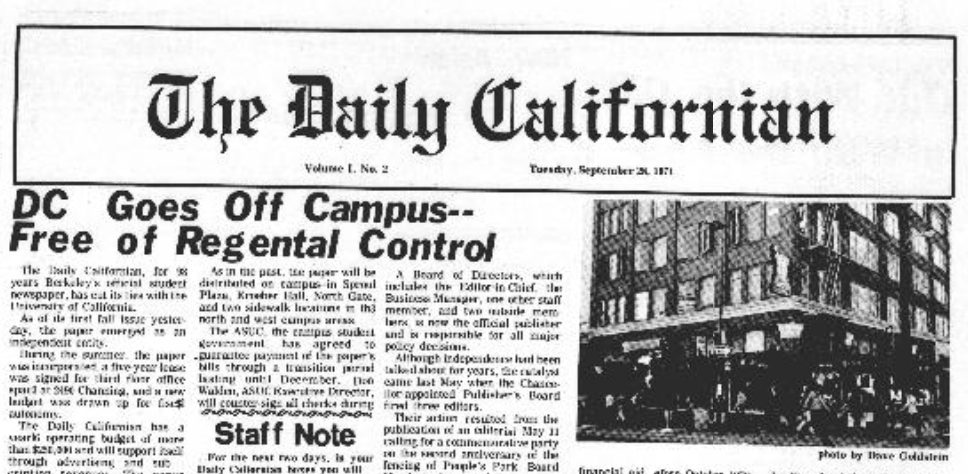 The Daily Californian
Volume I, No. 2
Tuesday, September 28, 1971
DC Goes Off Campus--
Free of Regental Control
The Daily Californian, for 98
years Berkeley's official student
newspaper, has cut its ties with the
University of California.
As of its first fall issue yester-
day, the paper emerged as an
independent entity.
During the summer, the paper
was incorporated, a five-year lease
was signed for third floor office
space at 2490 Channing, and a new
budget was drawn up for fiscal
autonomy.
The Daily Californian has a
yearly operating budget of more
than $250,000 and will support itself
through advertising and sub-
As in the past, the paper will be
distributed on campus in Sproul
Plaza, Kroeber Hall, North Gate,
and two sidewalk locations in the
north and west campus areas.
The ASUC, the campus student
government, has agreed to
guarantee payment of the paper's
bills through a transition period
lasting until December. Don
Walden, ASUC Executive Director,
will counter-sign all checks during
Staff Note
For the next two days, in your
Daily Californian boxes you will
A Board of Directors, which
includes the Editor-in-Chief, the
Business Manager, one other staff
member, and two outside mem-
bers, is now the official publisher
and is responsible for all major
policy decisions.
Although independence had been
talked about for years, the catalyst
came last May when the Chance-
llor-appointed Publisher's Board
fired three editors.
Their action resulted from the
publication of an editorial May 11
calling for a commemorative party
on the second anniversary of the
fencing of People's Park. Board
photo by Dave Goldstein
financial aid,